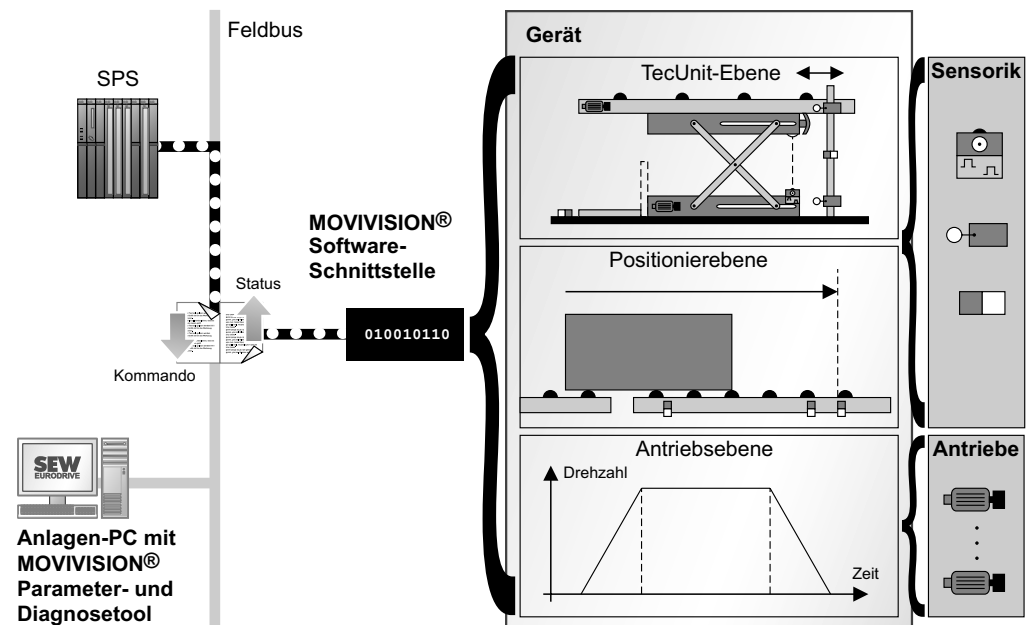 Feldbus
SPS
MOVIVISION®
Software-
Schnittstelle
Status
Kommando
010010110
SEW
EURODRIVE
Anlagen-PC mit
MOVIVISION®
Parameter- und
Diagnosetool
Gerät
TecUnit-Ebene
Positionierebene
Antriebsebene
Drehzahl
Zeit
Sensorik
Antriebe